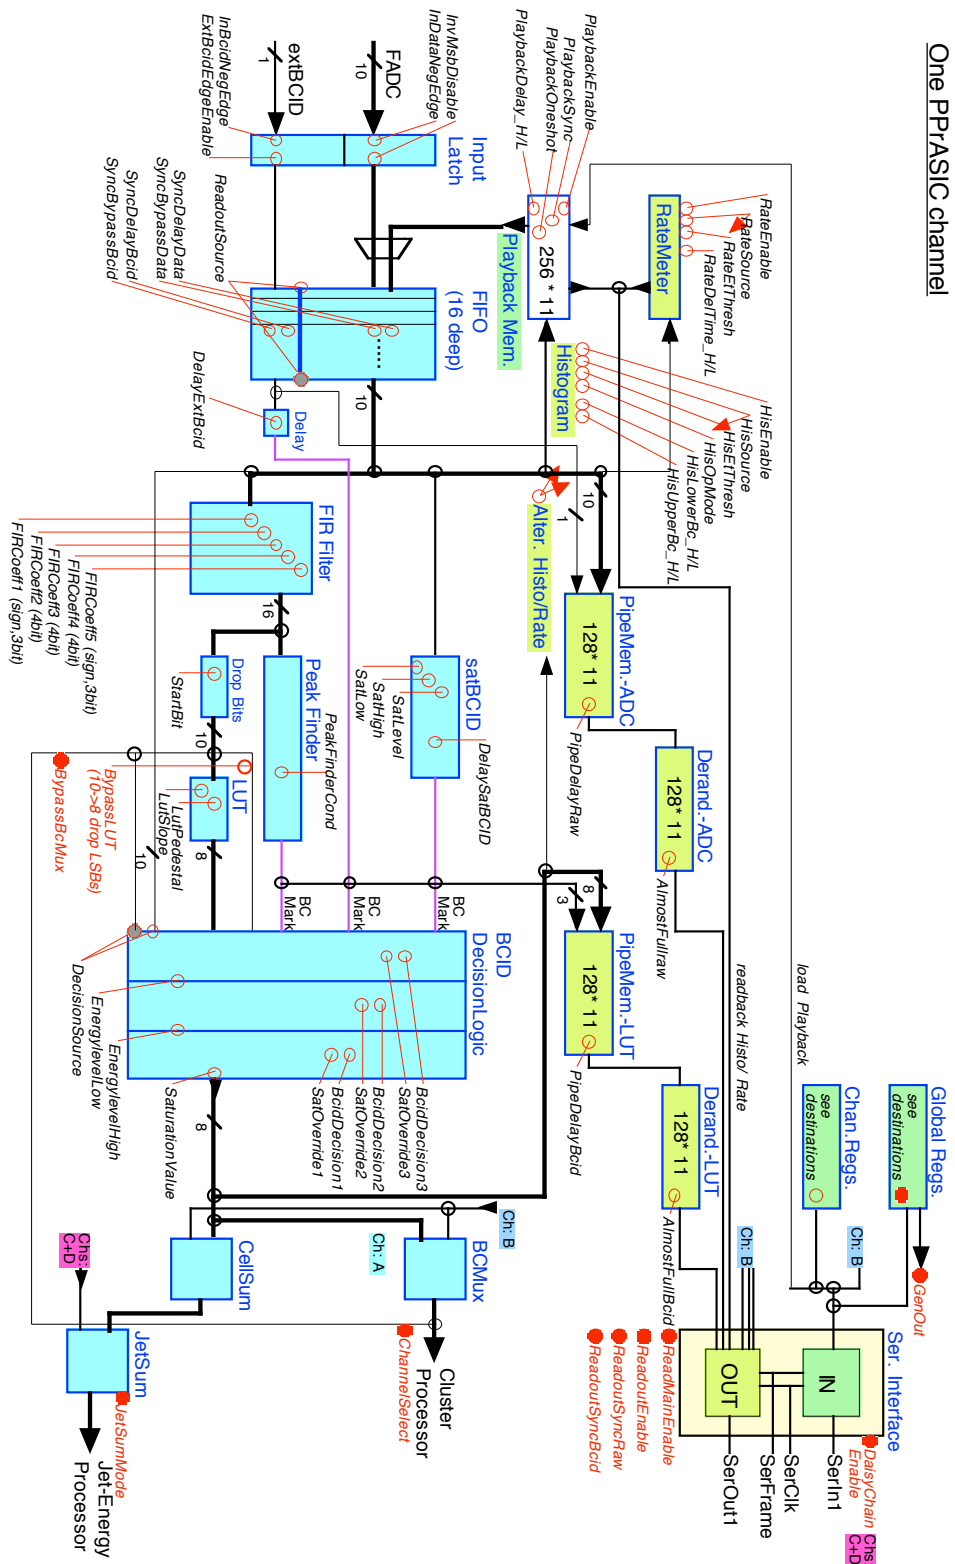 One PPrASIC channel
RateEnable
RateSource
RateEtThresh
RateDelTime_H/L
RateMeter
PlaybackEnable
PlaybackSync
PlaybackOneshot
PlaybackDelay_H/L
256 * 11
Playback Mem.
Histogram
HisEnable
HisSource
HisEtThresh
HisOpMode
HisLowerBc_H/L
HisUpperBc_H/L
InvMsbDisable
InDataNegEdge
FADC
10
extBCID
1
InBcidNegEdge
ExtBcidEdgeEnable
Input
Latch
FIFO
(16 deep)
ReadoutSource
SyncDelayData
SyncBypassData
SyncDelayBcid
SyncBypassBcid
10
Delay
DelayExtBcid
Alter. Histo/Rate
10
1
PipeMem.-ADC
128* 11
PipeDelayRaw
Derand.-ADC
128* 11
AlmostFullraw
FIR Filter
FIRCoeff5 (sign,3bit)
FIRCoeff4 (4bit)
FIRCoeff3 (4bit)
FIRCoeff2 (4bit)
FIRCoeff1 (sign,3bit)
16
satBCID
SatLevel
SatHigh
SatLow
DelaySatBCID
Peak Finder
PeakFinderCond
Drop Bits
StartBit
10
LUT
LutPedestal
LutSlope
8
BypassLUT
(10->8 drop LSBs)
BypassBcMux
10
BC
Mark
BC
Mark
BC
Mark
8
3
PipeMem.-LUT
128* 11
PipeDelayBcid
Derand.-LUT
128* 11
AlmostFullBcid
BCID
DecisionLogic
BcidDecision3
SatOverride3
BcidDecision2
SatOverride2
BcidDecision1
SatOverride1
SaturationValue
EnergylevelHigh
EnergylevelLow
DecisionSource
8
readback Histo/ Rate
load Playback
Global Regs.
see
destinations
Chan.Regs.
see
destinations
GenOut
Ch: B
Ch: B
Ch: B
Ch: A
BCMux
CellSum
Chs:
C+D
JetSum
JetSumMode
ChannelSelect
Cluster
Processor
Jet-Energy
Processor
Ser. Interface
IN
OUT
ReadMainEnable
ReadoutEnable
ReadoutSyncRaw
ReadoutSyncBcid
DaisyChain
Enable
Chs
C+D
SerIn1
SerClk
SerFrame
SerOut1